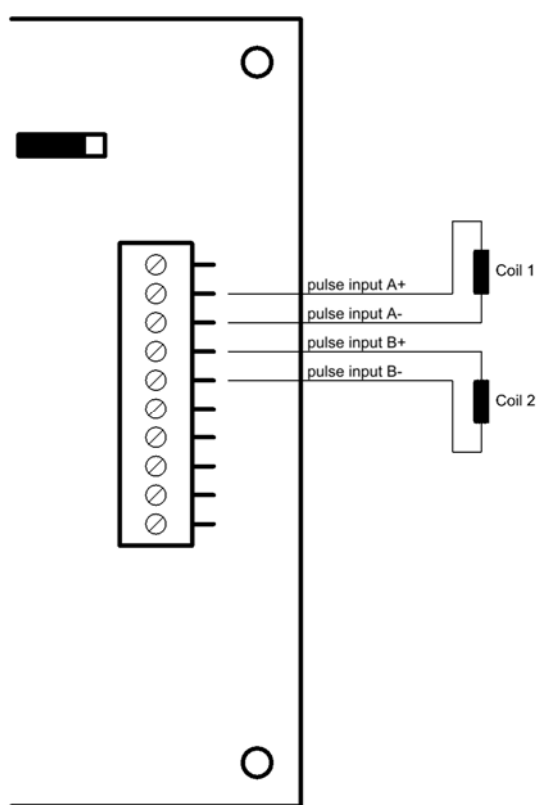 Coil 1
pulse input A+
pulse input A-
pulse input B+
pulse input B-
Coil 2